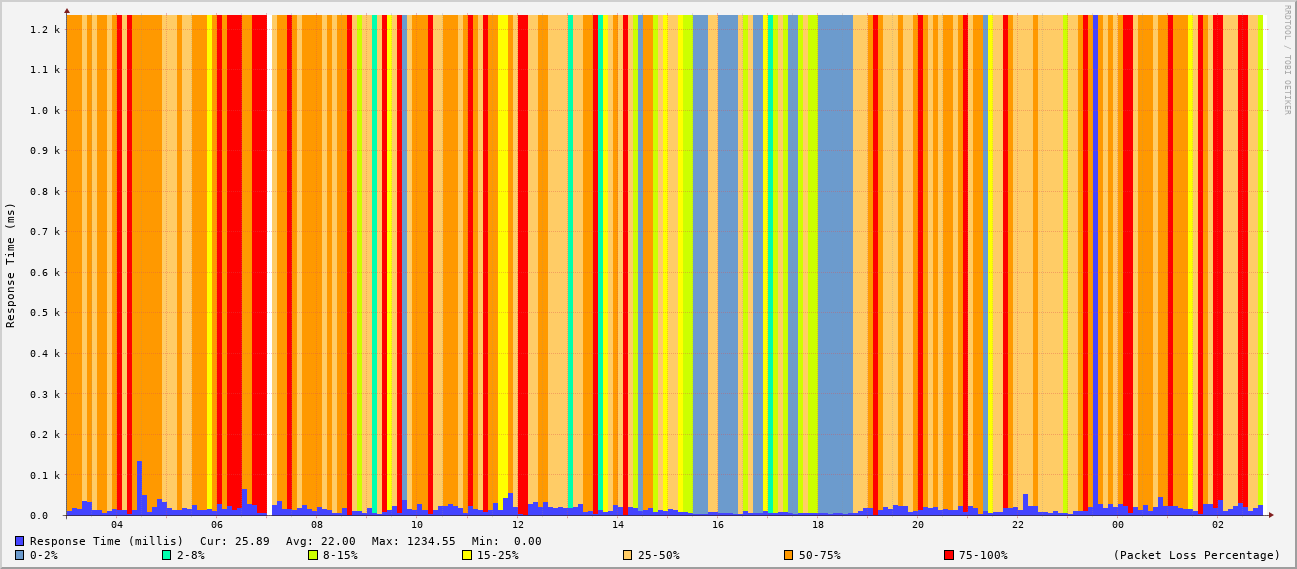 RRDTOOL / TOBI OETIKER
Response Time (ms)
1.2 k
1.1 k
1.0 k
0.9 k
0.8 k
0.7 k
0.6 k
0.5 k
0.4 k
0.3 k
0.2 k
0.1 k
0.0
04 06 08 10 12 14 16 18 20 22 00 02
Response Time (millis) Cur: 25.89 Avg: 22.00 Max: 1234.55 Min: 0.00
0-2% 2-8% 8-15% 15-25% 25-50% 50-75% 75-100% (Packet Loss Percentage)